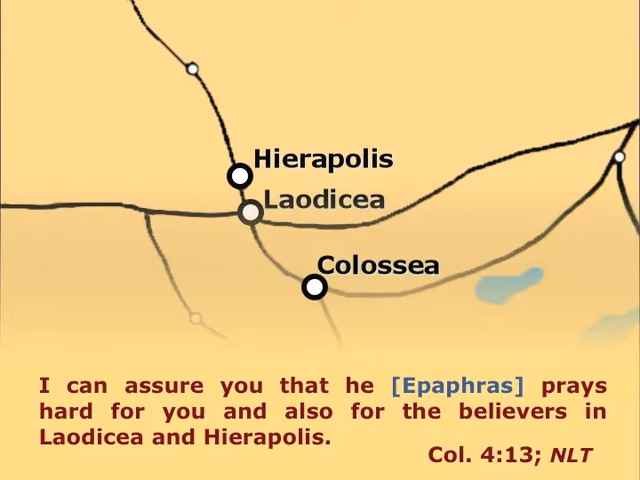 Hierapolis
Laodicea
Colossea
I can assure you that he [Epaphras] prays
hard for you and also for the believers in
Laodicea and Hierapolis.
Col. 4:13; NLT